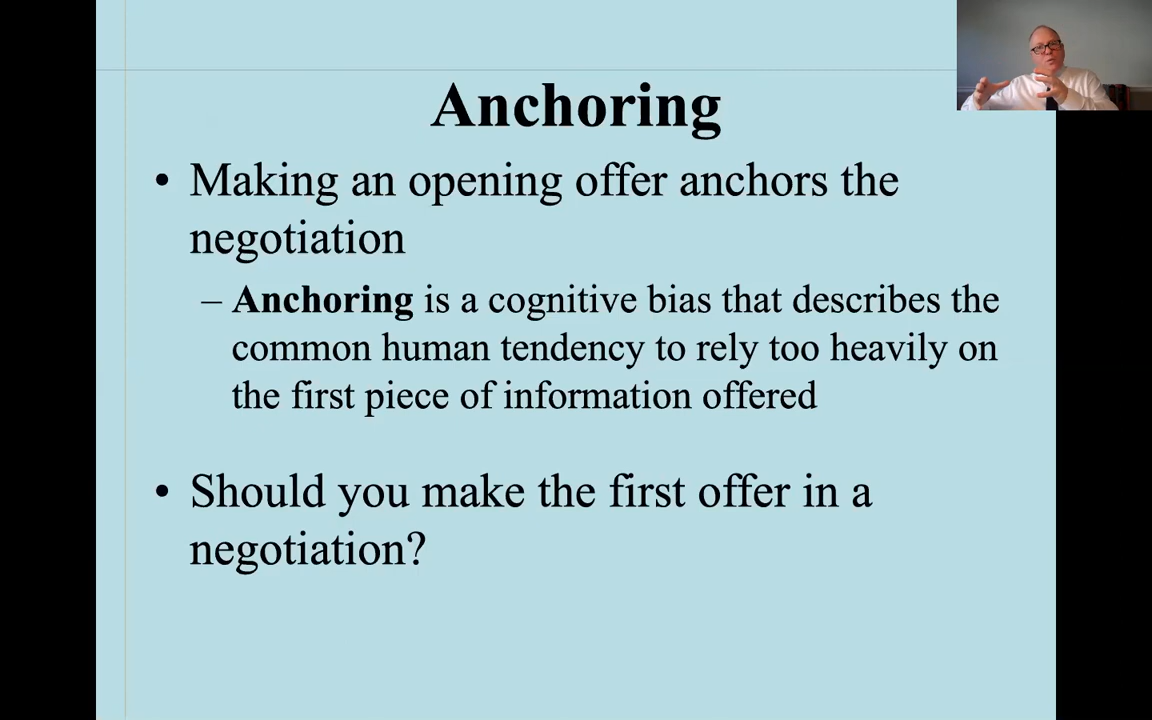 Anchoring
• Making an opening offer anchors the
negotiation
– Anchoring is a cognitive bias that describes the
common human tendency to rely too heavily on
the first piece of information offered
• Should you make the first offer in a
negotiation?